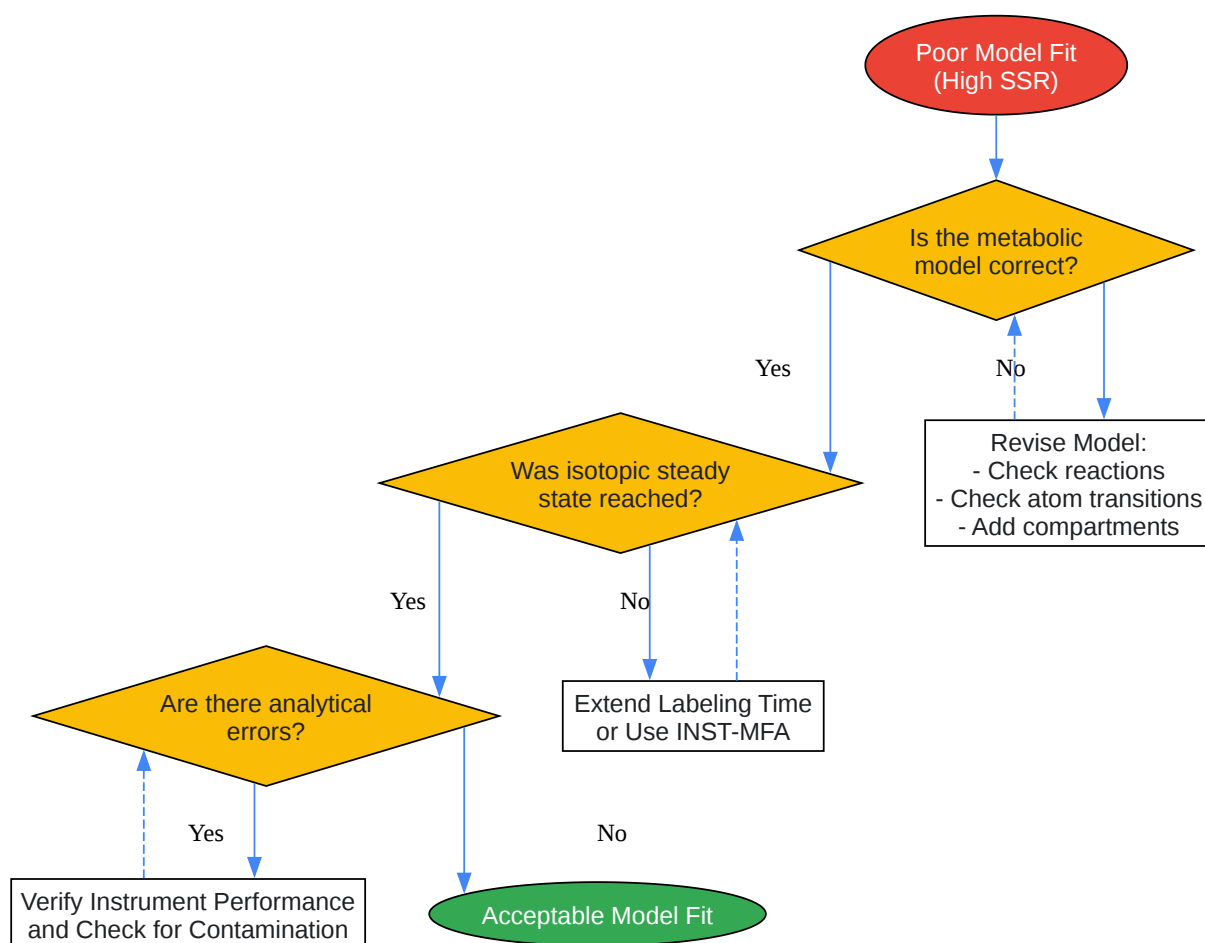 Poor Model Fit
(High SSR)
Is the metabolic
model correct?
Yes
No
Revise Model:
- Check reactions
- Check atom transitions
- Add compartments
Was isotopic steady
state reached?
Yes
No
Extend Labeling Time
or Use INST-MFA
Are there analytical
errors?
Yes
No
Verify Instrument Performance
and Check for Contamination
Acceptable Model Fit